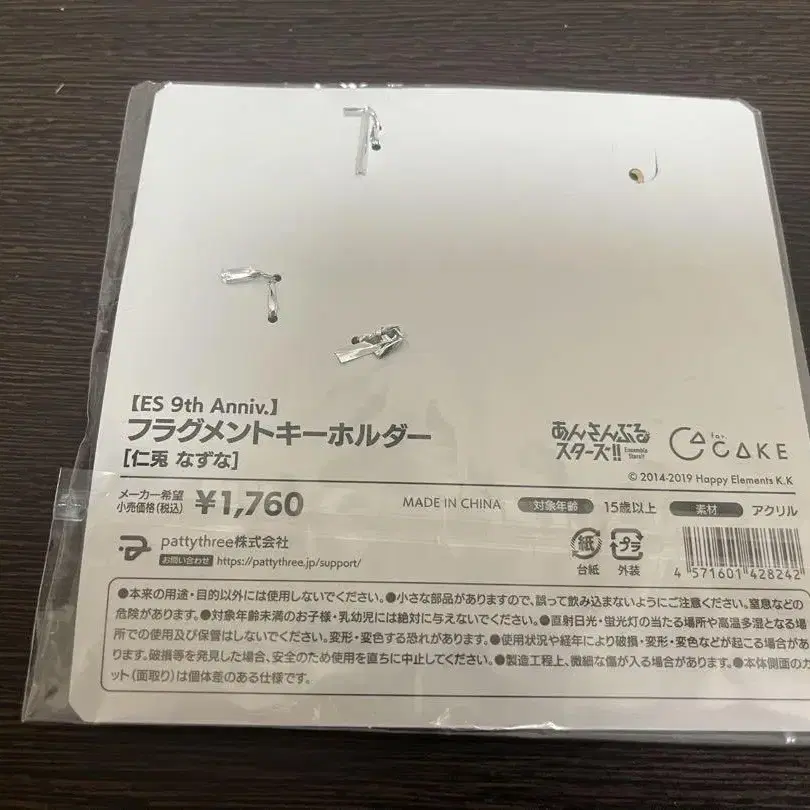 【ES 9th Anniv.】
フラグメントキーホルダー
[仁兎 なずな]
あんさんぶる
スターズ!!
Ensemble
Stars!!
for
CACAKE
© 2014-2019 Happy Elements K.K
メーカー希望
小売価格(税込)
¥1,760
MADE IN CHINA
対象年齢 15歳以上
素材 アクリル
pattythree株式会社
お問い合わせ https://pattythree.jp/support/
紙
台紙
プラ
外装
4 571601 428242
●本来の用途・目的以外には使用しないでください。●小さな部品がありますので、誤って飲み込まないようにご注意ください。窒息などの
危険があります。●対象年齢未満のお子様・乳幼児には絶対に与えないでください。●直射日光・蛍光灯の当たる場所や高温多湿となる場
所での使用及び保管はしないでください。変形・変色する恐れがあります。●使用状況や経年により破損・変形・変色などが起こる場合があ
ります。破損等を発見した場合、安全のため使用を直ちに中止してください。●製造工程上、微細な傷が入る場合があります。●本体側面のカ
ット(面取り)は個体差のある仕様です。